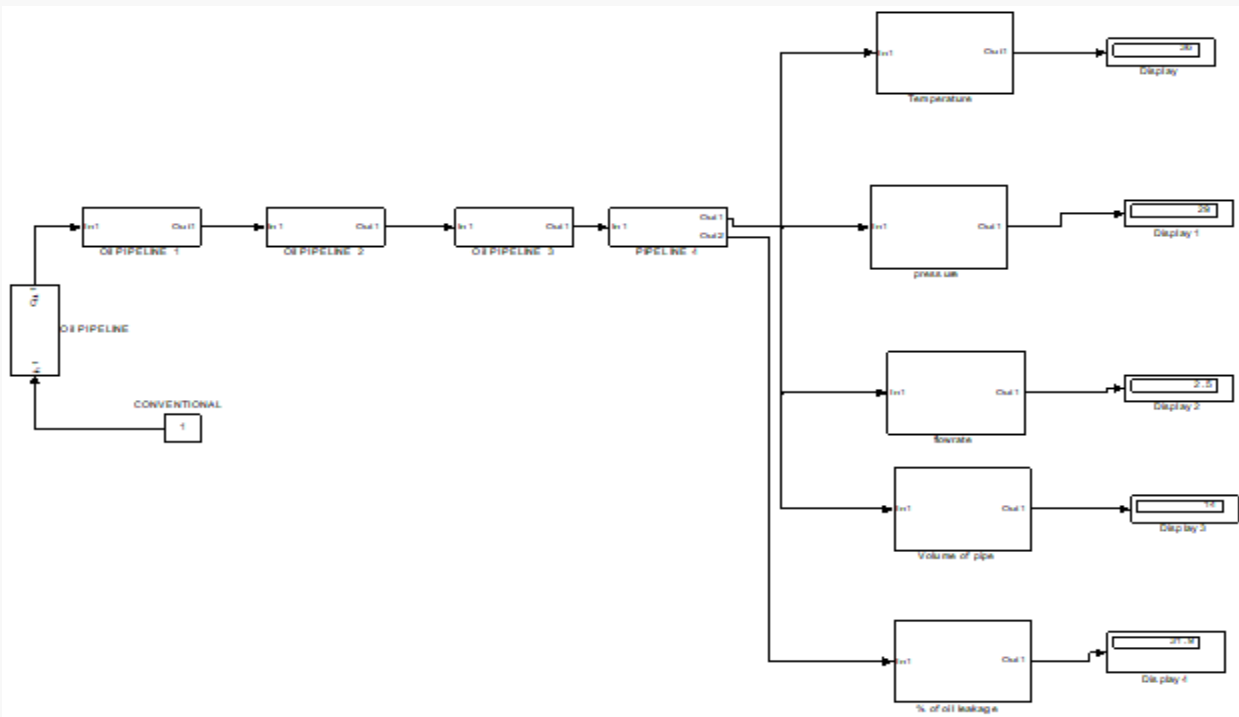 In1
Out1
Temperature
Display
In1
Out1
OIl PIPELINE 1
In1
Out1
OIl PIPELINE 2
In1
Out1
OIl PIPELINE 3
In1
Out1
Out2
PIPELINE 4
In1
Out1
pressure
28
Display 1
OIl PIPELINE
CONVENTIONAL
1
In1
Out1
flowrate
2.5
Display 2
In1
Out1
Volume of pipe
14
Display 3
In1
Out1
% of oil leakage
Display 4